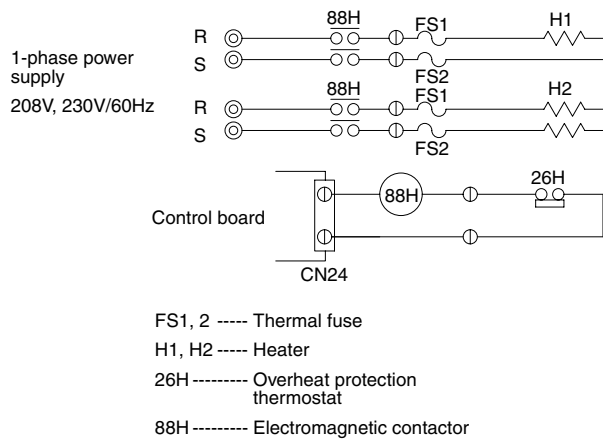 88H FS1 H1
R
1-phase power
supply
S
FS2
208V, 230V/60Hz
88H FS1 H2
R
S
FS2
26H
88H
Control board
CN24
FS1, 2 ----- Thermal fuse
H1, H2 ----- Heater
26H --------- Overheat protection
thermostat
88H --------- Electromagnetic contactor